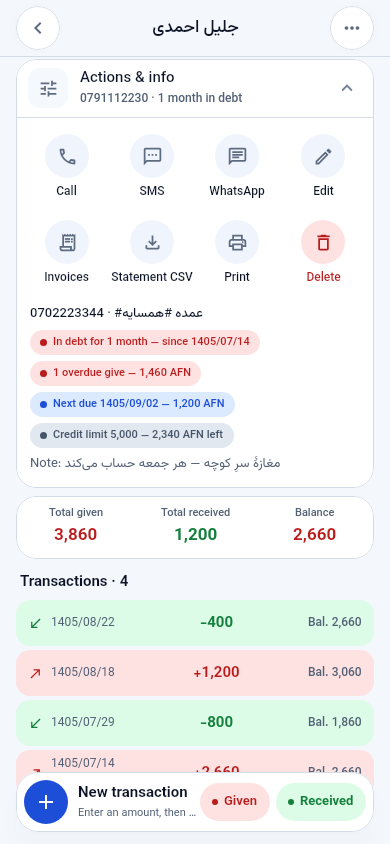 جلیل احمدی
Actions & info
0791112230 · 1 month in debt
Call
SMS
WhatsApp
Edit
Invoices
Statement CSV
Print
Delete
0702223344 · #عمده #همسایه
In debt for 1 month — since 1405/07/14
1 overdue give — 1,460 AFN
Next due 1405/09/02 — 1,200 AFN
Credit limit 5,000 — 2,340 AFN left
Note: مغازهٔ سر کوچه — هر جمعه حساب می‌کند
Total given
Total received
Balance
3,860
1,200
2,660
Transactions · 4
1405/08/22
−400
Bal. 2,660
1405/08/18
+1,200
Bal. 3,060
1405/07/29
−800
Bal. 1,860
1405/07/14
+2,660
Bal. 2,660
New transaction
Enter an amount, then ...
Given
Received